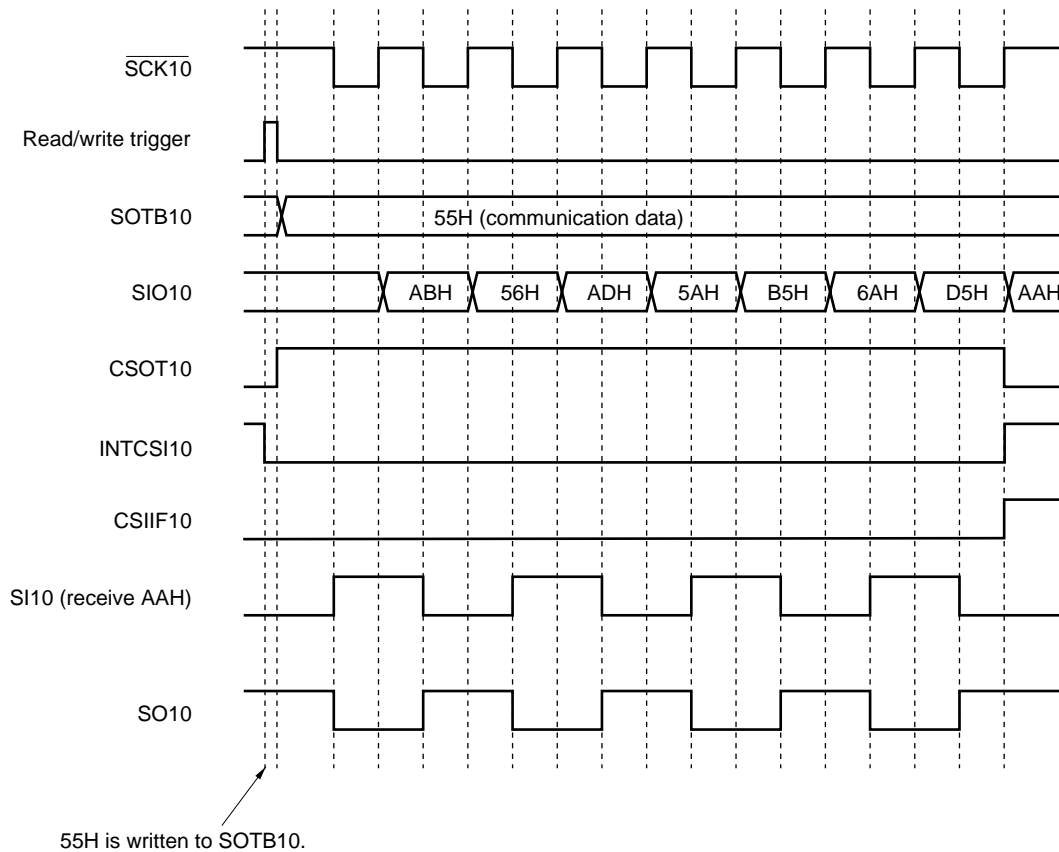 SCK10
Read/write trigger
SOTB10
55H (communication data)
SIO10
ABH 56H ADH 5AH B5H 6AH D5H AAH
CSOT10
INTCSI10
CSIIF10
SI10 (receive AAH)
SO10
55H is written to SOTB10.